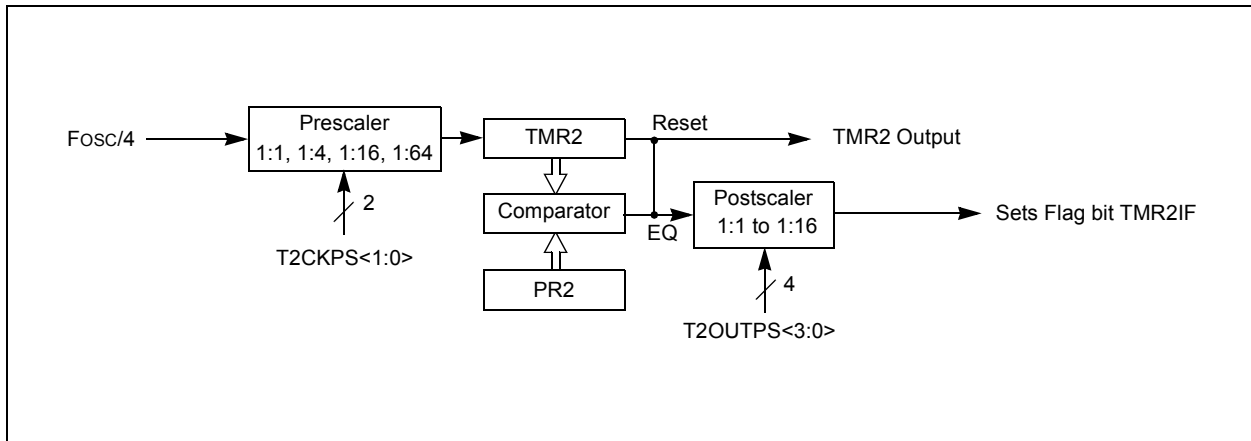 FOSC/4
Prescaler
1:1, 1:4, 1:16, 1:64
2
T2CKPS<1:0>
TMR2
Reset
TMR2 Output
Comparator
EQ
PR2
Postscaler
1:1 to 1:16
4
T2OUTPS<3:0>
Sets Flag bit TMR2IF